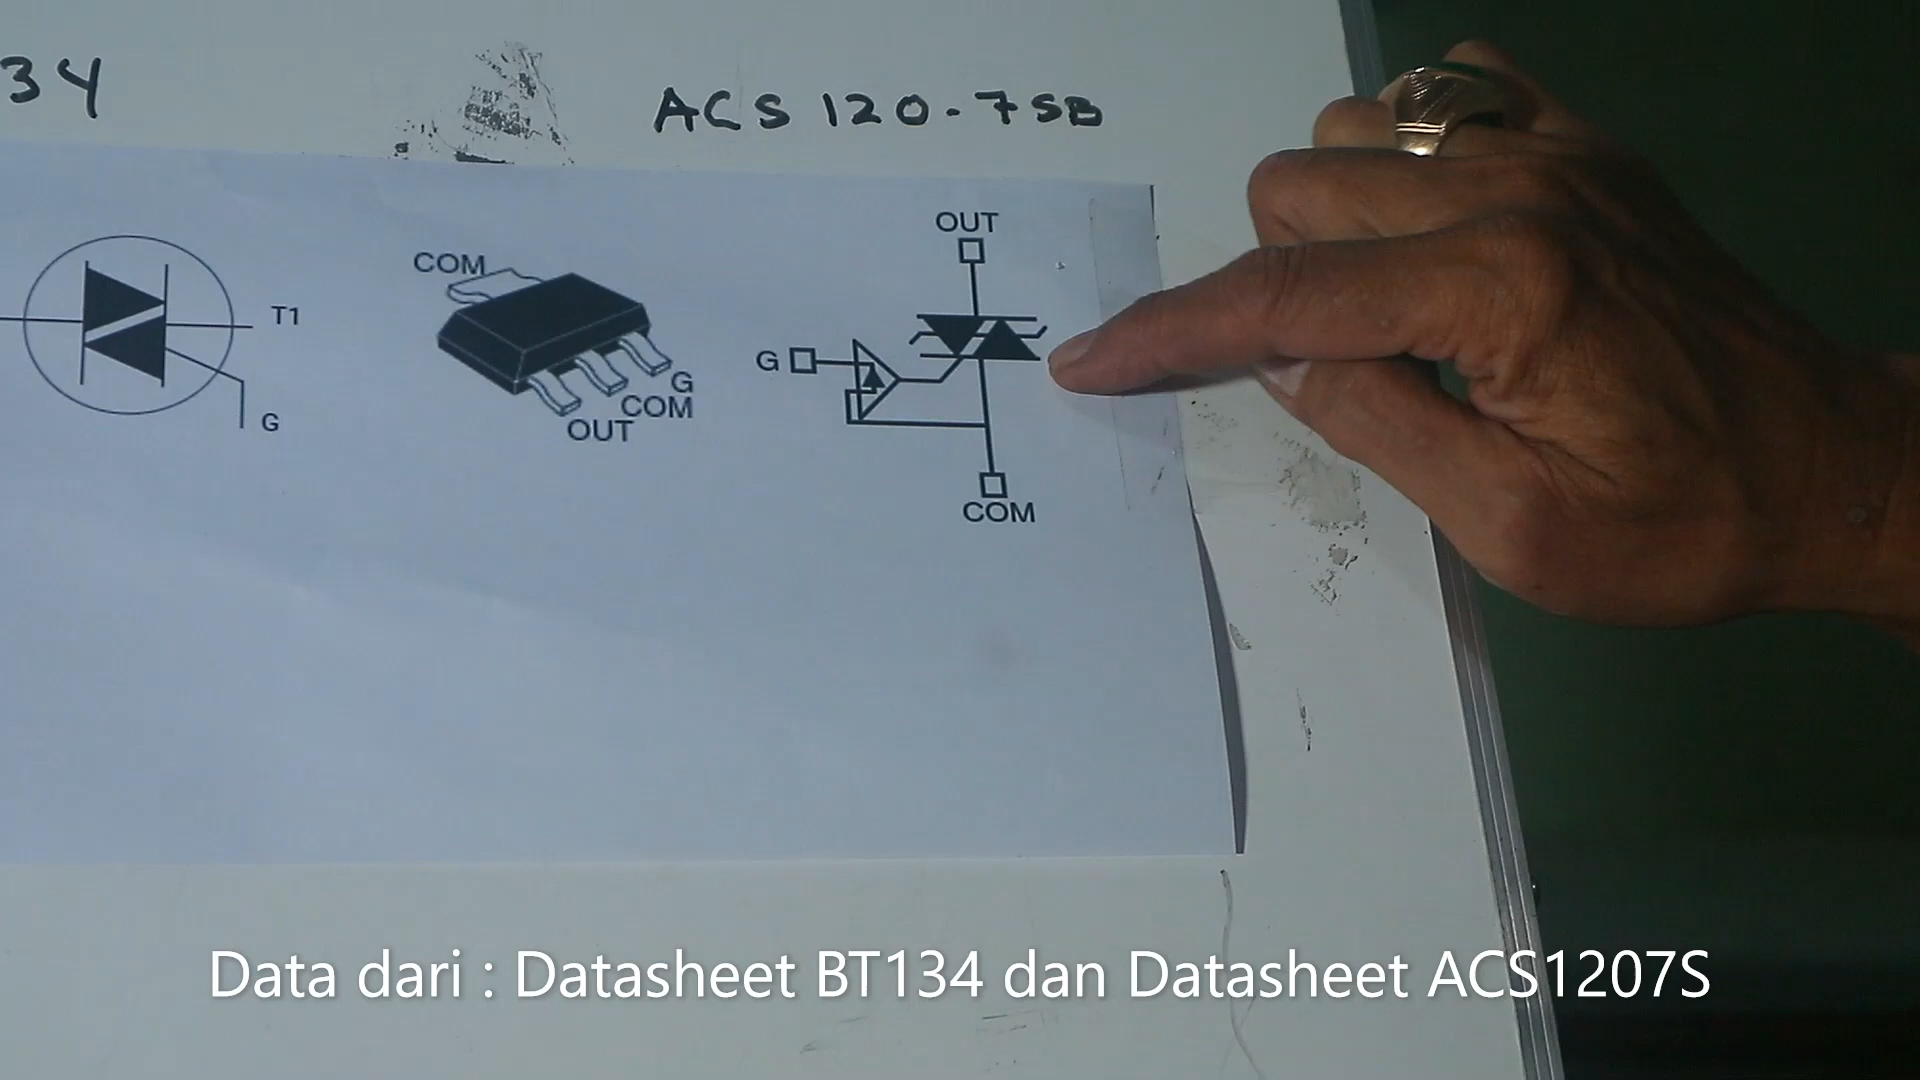 34
ACS 120-7SB
T1
G
COM
G
COM
OUT
OUT
G
COM
Data dari : Datasheet BT134 dan Datasheet ACS1207S